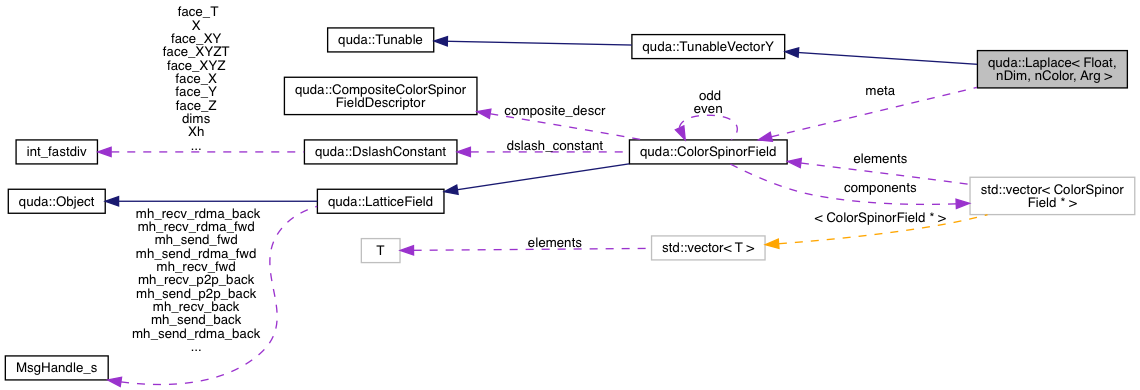 face_T
X
face_XY
face_XYZT
face_XYZ
face_X
face_Y
face_Z
dims
Xh
...
quda::Tunable
quda::TunableVectorY
quda::Laplace< Float,
nDim, nColor, Arg >
meta
quda::CompositeColorSpinor
FieldDescriptor
composite_descr
odd
even
int_fastdiv
quda::DslashConstant
dslash_constant
quda::ColorSpinorField
elements
components
std::vector< ColorSpinor
Field * >
quda::Object
quda::LatticeField
< ColorSpinorField * >
T
elements
std::vector< T >
mh_recv_rdma_back
mh_recv_rdma_fwd
mh_send_fwd
mh_send_rdma_fwd
mh_recv_fwd
mh_recv_p2p_back
mh_send_p2p_back
mh_recv_back
mh_send_back
mh_send_rdma_back
...
MsgHandle_s